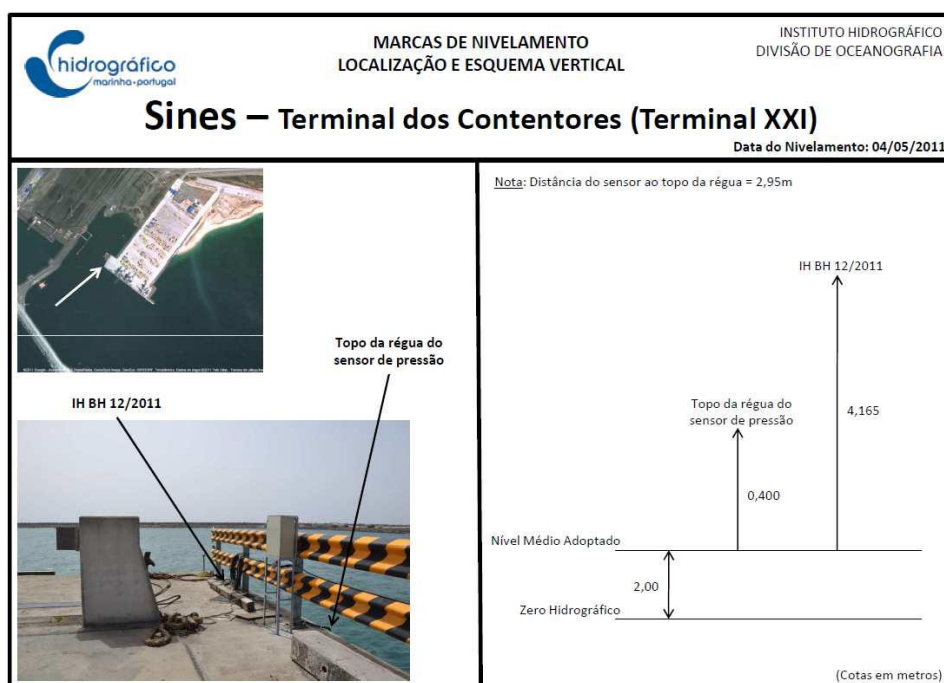 hidrográfico
marinha • portugal
MARCAS DE NIVELAMENTO
LOCALIZAÇÃO E ESQUEMA VERTICAL
INSTITUTO HIDROGRÁFICO
DIVISÃO DE OCEANOGRAFIA
Sines – Terminal dos Contentores (Terminal XXI)
Data do Nivelamento: 04/05/2011
Topo da régua do
sensor de pressão
IH BH 12/2011
Nota: Distância do sensor ao topo da régua = 2,95m
IH BH 12/2011
Topo da régua do
sensor de pressão
4,165
0,400
Nível Médio Adoptado
2,00
Zero Hidrográfico
(Cotas em metros)